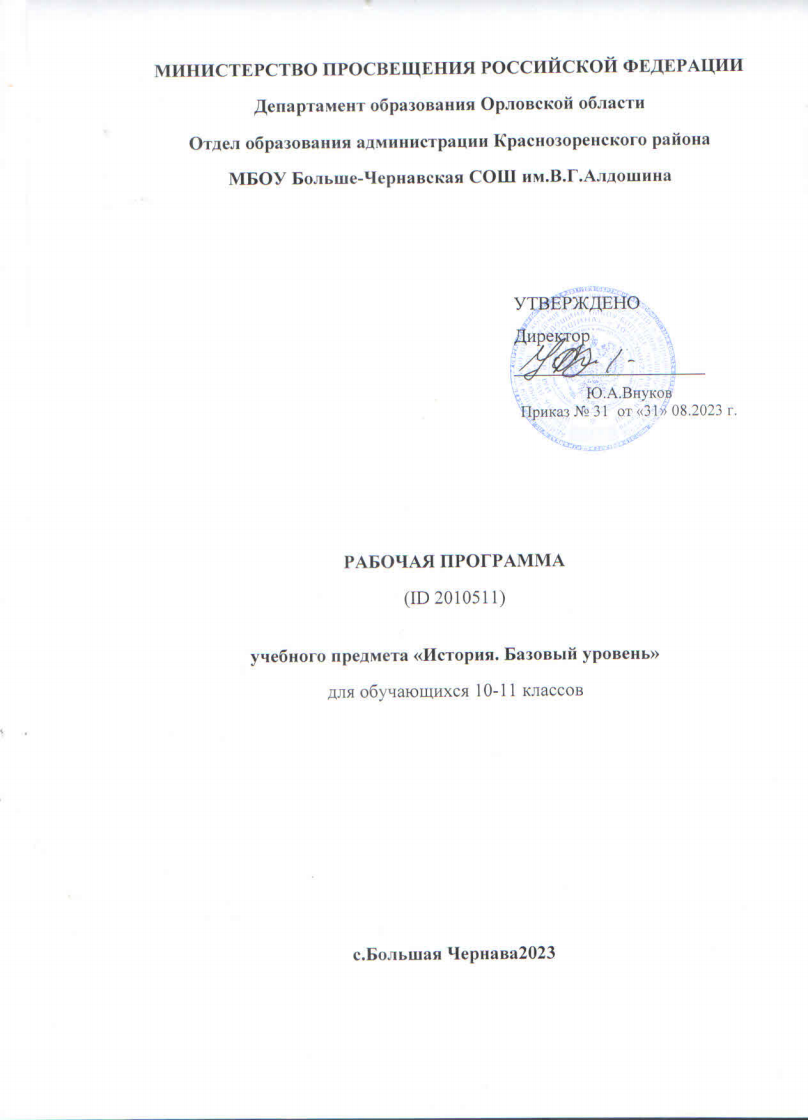 МИНИСТЕРСТВО ПРОСВЕЩЕНИЯ РОССИЙСКОЙ ФЕДЕРАЦИИ
Департамент образования Орловской области
Отдел образования администрации Краснозоренского района
МБОУ Больше-Чернавская СОШ им.В.Г.Алдошина
УТВЕРЖДЕНО
Директор
Ю.А.Внуков
Приказ № 31 от «31» 08.2023 г.
РАБОЧАЯ ПРОГРАММА
(ID 2010511)
учебного предмета «История. Базовый уровень»
для обучающихся 10-11 классов
с.Большая Чернава2023